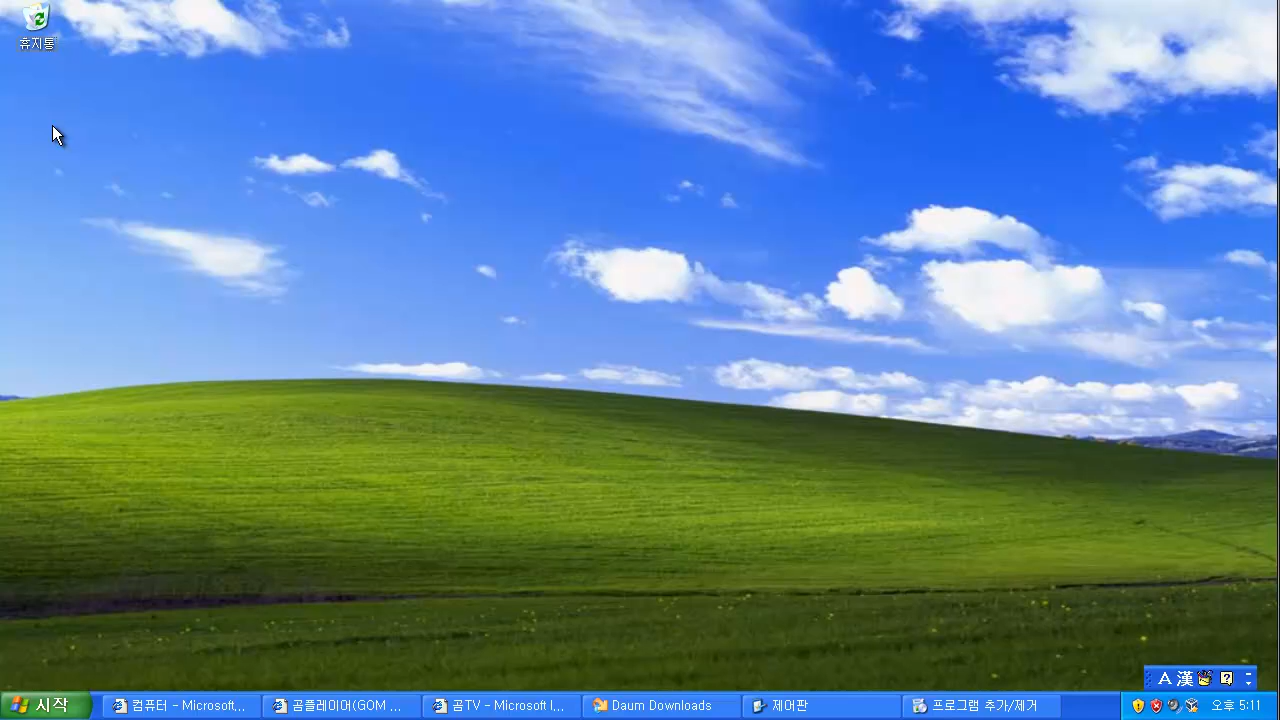 휴지통
A 漢
시작
컴퓨터 - Microsoft...
곰플레이어(GOM ...
곰TV - Microsoft I...
Daum Downloads
제어판
프로그램 추가/제거
오후 5:11